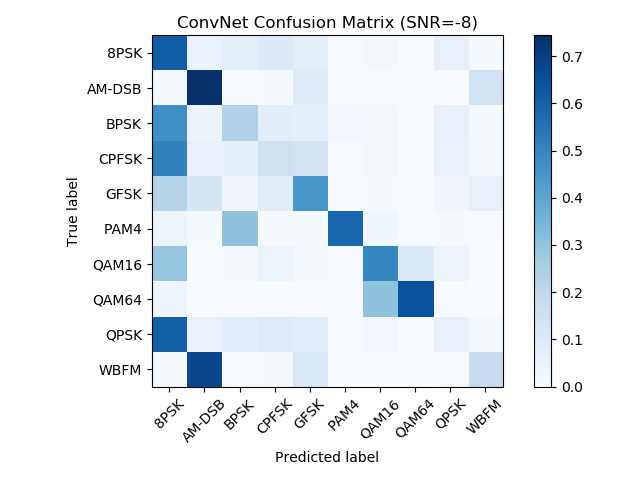 ConvNet Confusion Matrix (SNR=-8)
8PSK
AM-DSB
BPSK
CPFSK
GFSK
PAM4
QAM16
QAM64
QPSK
WBFM
True label
8PSK
AM-DSB
BPSK
CPFSK
GFSK
PAM4
QAM16
QAM64
QPSK
WBFM
Predicted label
0.7
0.6
0.5
0.4
0.3
0.2
0.1
0.0